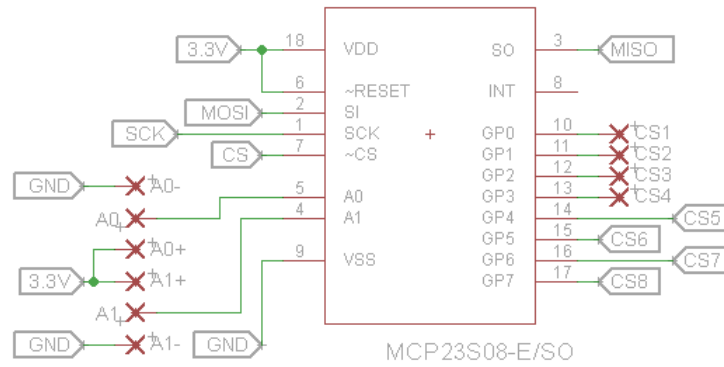 3.3V 18 VDD SO 3 MISO
6 ~RESET INT 8
MOSI 2 SI
SCK 1 SCK GP0 10 CS1
CS 7 ~CS GP1 11 CS2
GP2 12 CS3
GND A0- 5 A0 GP3 13 CS4
A0 4 A1 GP4 14 CS5
A0+ GP5 15 CS6
9 VSS GP6 16 CS7
3.3V A1+ GP7 17 CS8
A1
GND A1- GND
MCP23S08-E/SO